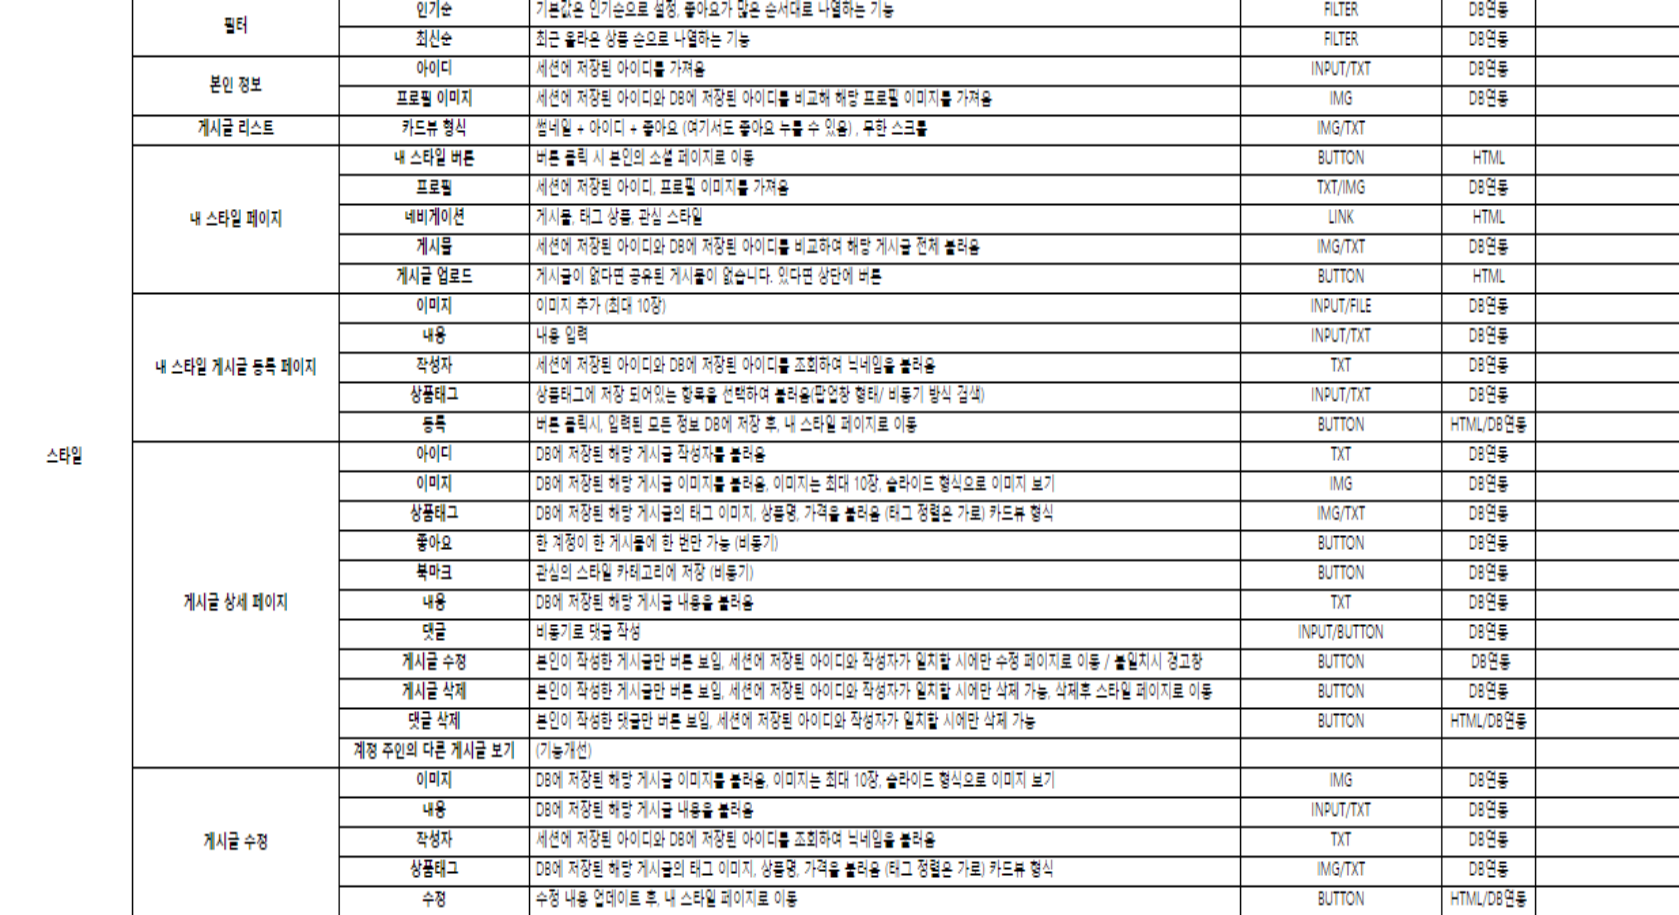 필터
인기순 기본값은 인기순으로 설정, 좋아요가 많은 순서대로 나열하는 기능 FILTER DB연동
최신순 최근 올라온 상품 순으로 나열하는 기능 FILTER DB연동
본인 정보
아이디 세션에 저장된 아이디를 가져옴 INPUT/TXT DB연동
프로필 이미지 세션에 저장된 아이디와 DB에 저장된 아이디를 비교해 해당 프로필 이미지를 가져옴 IMG DB연동
게시글 리스트 카드뷰 형식 썸네일 + 아이디 + 좋아요 (여기서도 좋아요 누를 수 있음) , 무한 스크롤 IMG/TXT
내 스타일 페이지
내 스타일 버튼 버튼 클릭 시 본인의 소셜 페이지로 이동 BUTTON HTML
프로필 세션에 저장된 아이디, 프로필 이미지를 가져옴 TXT/IMG DB연동
네비게이션 게시물, 태그 상품, 관심 스타일 LINK HTML
게시물 세션에 저장된 아이디와 DB에 저장된 아이디를 비교하여 해당 게시글 전체 불러옴 IMG/TXT DB연동
게시글 업로드 게시글이 없다면 공유된 게시물이 없습니다. 있다면 상단에 버튼 BUTTON HTML
내 스타일 게시글 등록 페이지
이미지 이미지 추가 (최대 10장) INPUT/FILE DB연동
내용 내용 입력 INPUT/TXT DB연동
작성자 세션에 저장된 아이디와 DB에 저장된 아이디를 조회하여 닉네임을 불러옴 TXT DB연동
상품태그 상품태그에 저장 되어있는 항목을 선택하여 불러옴(팝업창 형태/ 비동기 방식 검색) INPUT/TXT DB연동
등록 버튼 클릭시, 입력된 모든 정보 DB에 저장 후, 내 스타일 페이지로 이동 BUTTON HTML/DB연동
스타일
게시글 상세 페이지
아이디 DB에 저장된 해당 게시글 작성자를 불러옴 TXT DB연동
이미지 DB에 저장된 해당 게시글 이미지를 불러옴, 이미지는 최대 10장, 슬라이드 형식으로 이미지 보기 IMG DB연동
상품태그 DB에 저장된 해당 게시글의 태그 이미지, 상품명, 가격을 불러옴 (태그 정렬은 가로) 카드뷰 형식 IMG/TXT DB연동
좋아요 한 계정이 한 게시물에 한 번만 가능 (비동기) BUTTON DB연동
북마크 관심의 스타일 카테고리에 저장 (비동기) BUTTON DB연동
내용 DB에 저장된 해당 게시글 내용을 불러옴 TXT DB연동
댓글 비동기로 댓글 작성 INPUT/BUTTON DB연동
게시글 수정 본인이 작성한 게시글만 버튼 보임, 세션에 저장된 아이디와 작성자가 일치할 시에만 수정 페이지로 이동 / 불일치시 경고창 BUTTON DB연동
게시글 삭제 본인이 작성한 게시글만 버튼 보임, 세션에 저장된 아이디와 작성자가 일치할 시에만 삭제 가능, 삭제후 스타일 페이지로 이동 BUTTON DB연동
댓글 삭제 본인이 작성한 댓글만 버튼 보임, 세션에 저장된 아이디와 작성자가 일치할 시에만 삭제 가능 BUTTON HTML/DB연동
계정 주인의 다른 게시글 보기 (기능개선)
게시글 수정
이미지 DB에 저장된 해당 게시글 이미지를 불러옴, 이미지는 최대 10장, 슬라이드 형식으로 이미지 보기 IMG DB연동
내용 DB에 저장된 해당 게시글 내용을 불러옴 INPUT/TXT DB연동
작성자 세션에 저장된 아이디와 DB에 저장된 아이디를 조회하여 닉네임을 불러옴 TXT DB연동
상품태그 DB에 저장된 해당 게시글의 태그 이미지, 상품명, 가격을 불러옴 (태그 정렬은 가로) 카드뷰 형식 IMG/TXT DB연동
수정 수정 내용 업데이트 후, 내 스타일 페이지로 이동 BUTTON HTML/DB연동